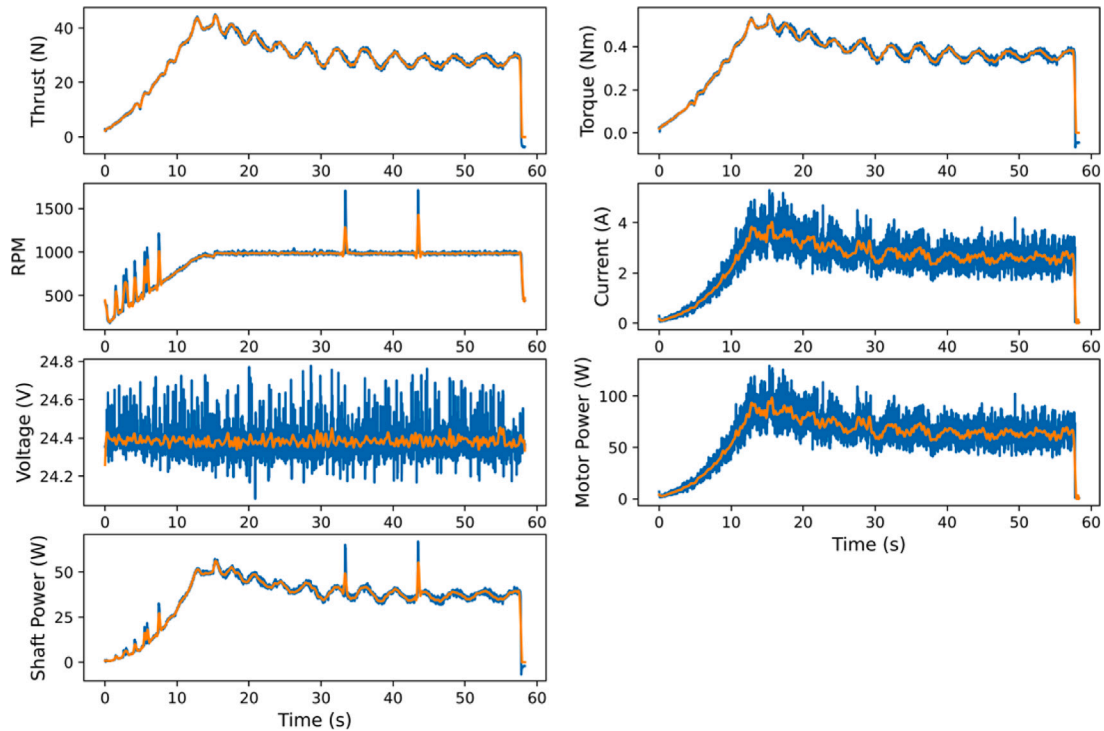 Thrust (N)
40
20
0
0 10 20 30 40 50 60
Torque (Nm)
0.4
0.2
0.0
0 10 20 30 40 50 60
RPM
1500
1000
500
0 10 20 30 40 50 60
Current (A)
4
2
0
0 10 20 30 40 50 60
Voltage (V)
24.8
24.6
24.4
24.2
0 10 20 30 40 50 60
Motor Power (W)
100
50
0
0 10 20 30 40 50 60
Time (s)
Shaft Power (W)
50
25
0
0 10 20 30 40 50 60
Time (s)